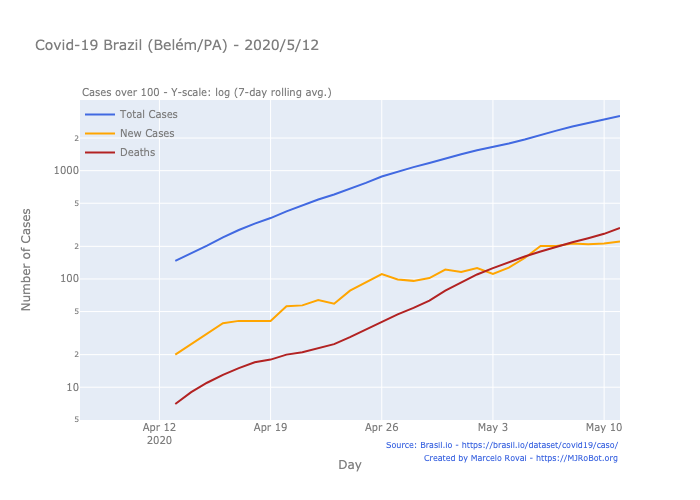 Covid-19 Brazil (Belém/PA) - 2020/5/12
Cases over 100 - Y-scale: log (7-day rolling avg.)
Total Cases
New Cases
Deaths
2
1000
5
2
100
5
2
10
5
Number of Cases
Apr 12
2020
Apr 19
Apr 26
May 3
May 10
Day
Source: Brasil.io - https://brasil.io/dataset/covid19/caso/
Created by Marcelo Rovai - https://MJRoBot.org